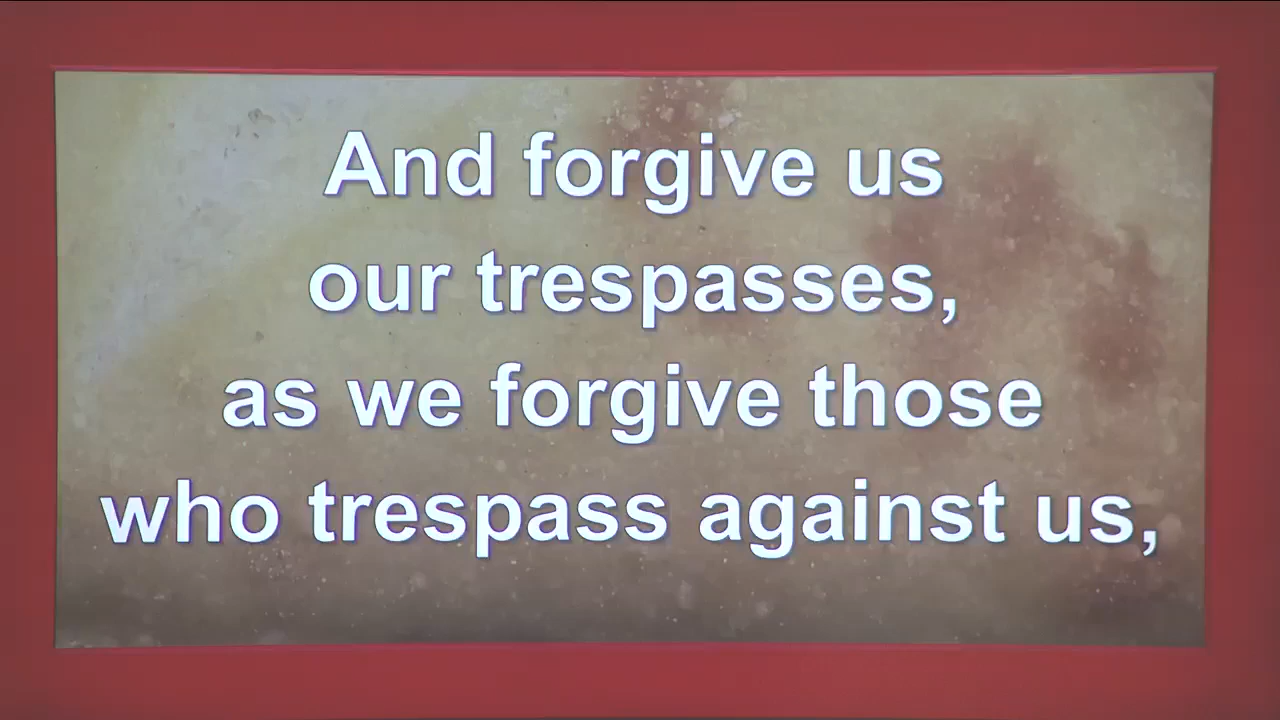 And forgive us
our trespasses,
as we forgive those
who trespass against us,